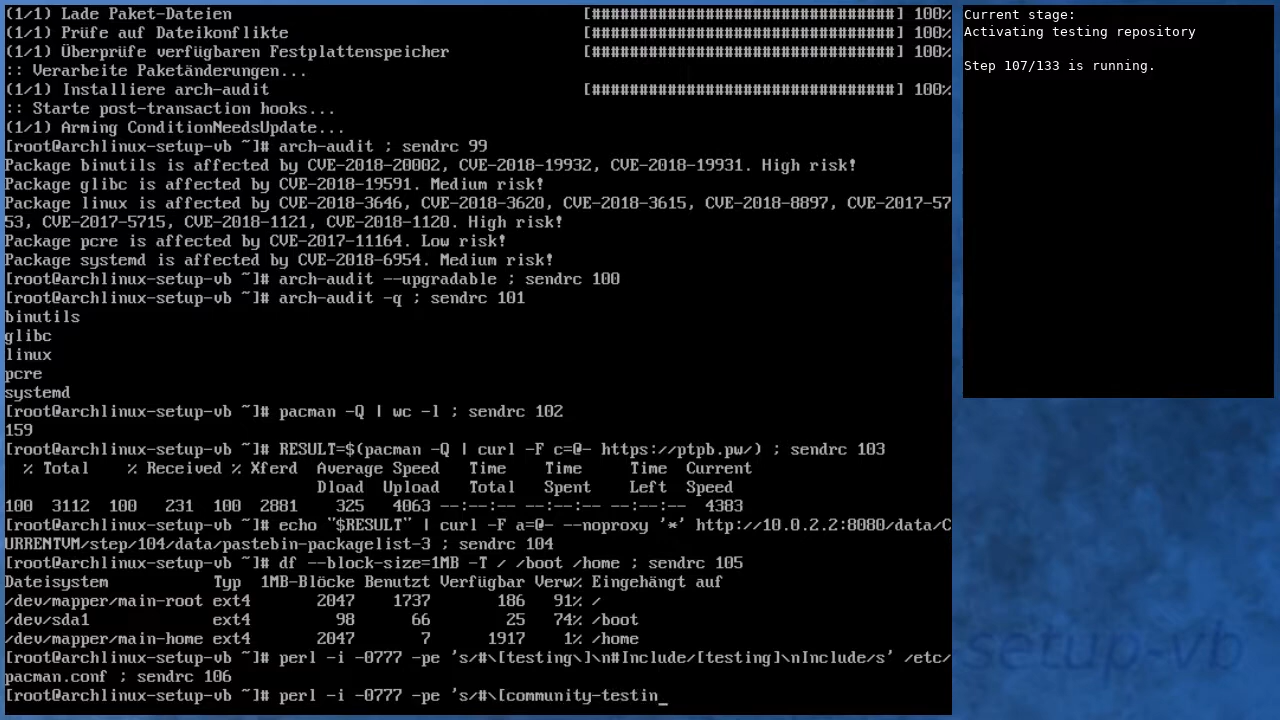 (1/1) Lade Paket-Dateien [################################] 100%
(1/1) Prüfe auf Dateikonflikte [################################] 100%
(1/1) Überprüfe verfügbaren Festplattenspeicher [################################] 100%
:: Verarbeite Paketänderungen...
(1/1) Installiere arch-audit [################################] 100%
:: Starte post-transaction hooks...
(1/1) Arming ConditionNeedsUpdate...
[root@archlinux-setup-vb ~]# arch-audit ; sendrc 99
Package binutils is affected by CVE-2018-20002, CVE-2018-19932, CVE-2018-19931. High risk!
Package glibc is affected by CVE-2018-19591. Medium risk!
Package linux is affected by CVE-2018-3646, CVE-2018-3620, CVE-2018-3615, CVE-2018-8897, CVE-2017-57
53, CVE-2017-5715, CVE-2018-1121, CVE-2018-1120. High risk!
Package pcre is affected by CVE-2017-11164. Low risk!
Package systemd is affected by CVE-2018-6954. Medium risk!
[root@archlinux-setup-vb ~]# arch-audit --upgradable ; sendrc 100
[root@archlinux-setup-vb ~]# arch-audit -q ; sendrc 101
binutils
glibc
linux
pcre
systemd
[root@archlinux-setup-vb ~]# pacman -Q | wc -l ; sendrc 102
159
[root@archlinux-setup-vb ~]# RESULT=$(pacman -Q | curl -F c=@- https://ptpb.pw/) ; sendrc 103
% Total % Received % Xferd Average Speed Time Time Time Current
Dload Upload Total Spent Left Speed
100 3112 100 231 100 2881 325 4063 --:--:-- --:--:-- --:--:-- 4383
[root@archlinux-setup-vb ~]# echo "$RESULT" | curl -F a=@- --noproxy '*' http://10.0.2.2:8080/data/C
URRENTVM/step/104/data/pastebin-packagelist-3 ; sendrc 104
[root@archlinux-setup-vb ~]# df --block-size=1MB -T / /boot /home ; sendrc 105
Dateisystem Typ 1MB-Blöcke Benutzt Verfügbar Verw% Eingehängt auf
/dev/mapper/main-root ext4 2047 1737 186 91% /
/dev/sda1 ext4 98 66 25 74% /boot
/dev/mapper/main-home ext4 2047 7 1917 1% /home
[root@archlinux-setup-vb ~]# perl -i -0777 -pe 's/#\[testing\]\n#Include/[testing]\nInclude/s' /etc/
pacman.conf ; sendrc 106
[root@archlinux-setup-vb ~]# perl -i -0777 -pe 's/#\[community-testin_
Current stage:
Activating testing repository
Step 107/133 is running.
setup-vb